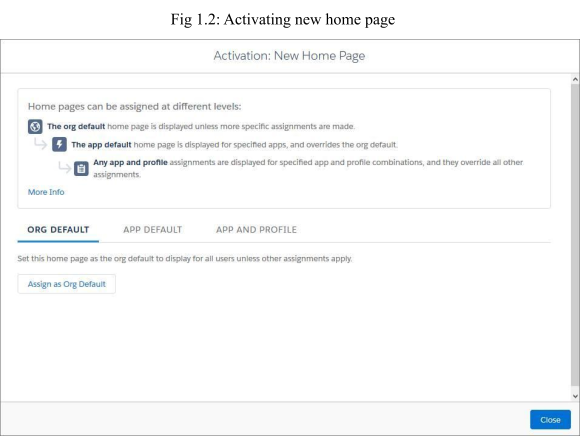 Fig 1.2: Activating new home page
Activation: New Home Page
Home pages can be assigned at different levels:
The org default home page is displayed unless more specific assignments are made.
The app default home page is displayed for specified apps, and overrides the org default.
Any app and profile assignments are displayed for specified app and profile combinations, and they override all other
assignments.
More Info
ORG DEFAULT APP DEFAULT APP AND PROFILE
Set this home page as the org default to display for all users unless other assignments apply.
Assign as Org Default
Close